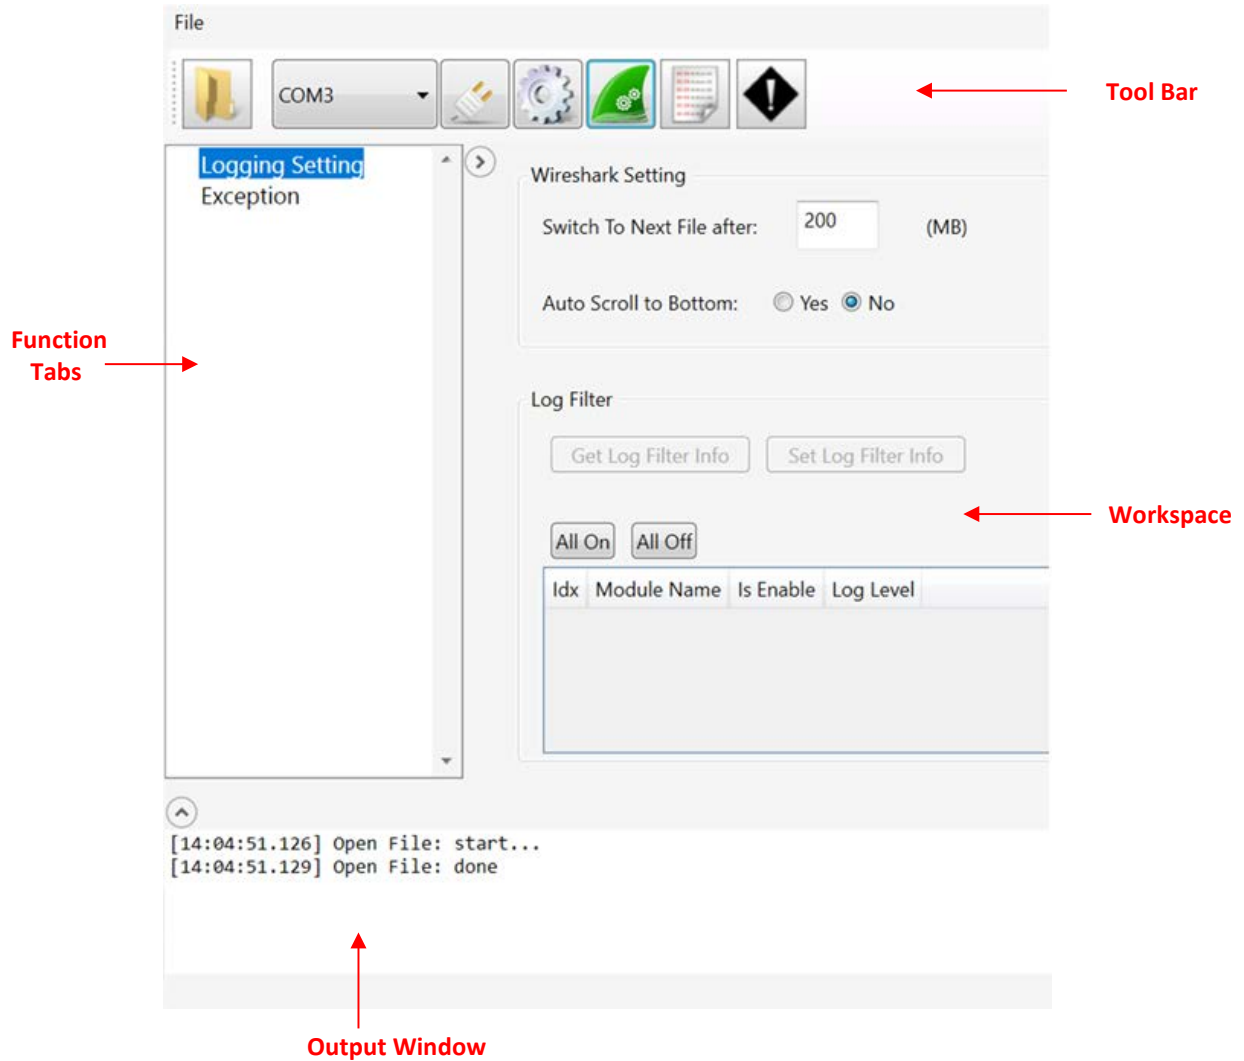 File
COM3
Tool Bar
Logging Setting
Exception
Wireshark Setting
Switch To Next File after: 200 (MB)
Auto Scroll to Bottom: Yes No
Function
Tabs
Log Filter
Get Log Filter Info Set Log Filter Info
Workspace
All On All Off
Idx Module Name Is Enable Log Level
[14:04:51.126] Open File: start...
[14:04:51.129] Open File: done
Output Window